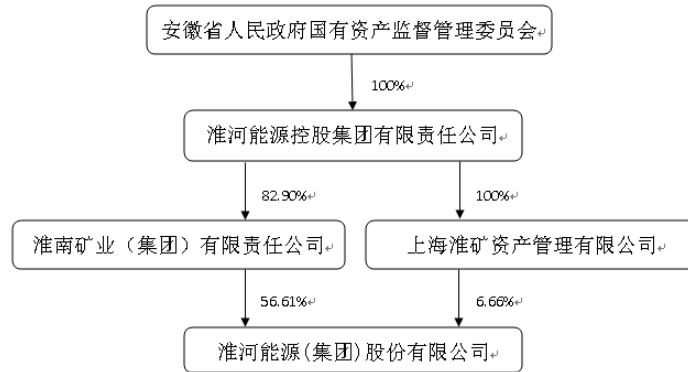 安徽省人民政府国有资产监督管理委员会
100%
淮河能源控股集团有限责任公司
82.90%
100%
淮南矿业（集团）有限责任公司
上海淮矿资产管理有限公司
56.61%
6.66%
淮河能源(集团)股份有限公司